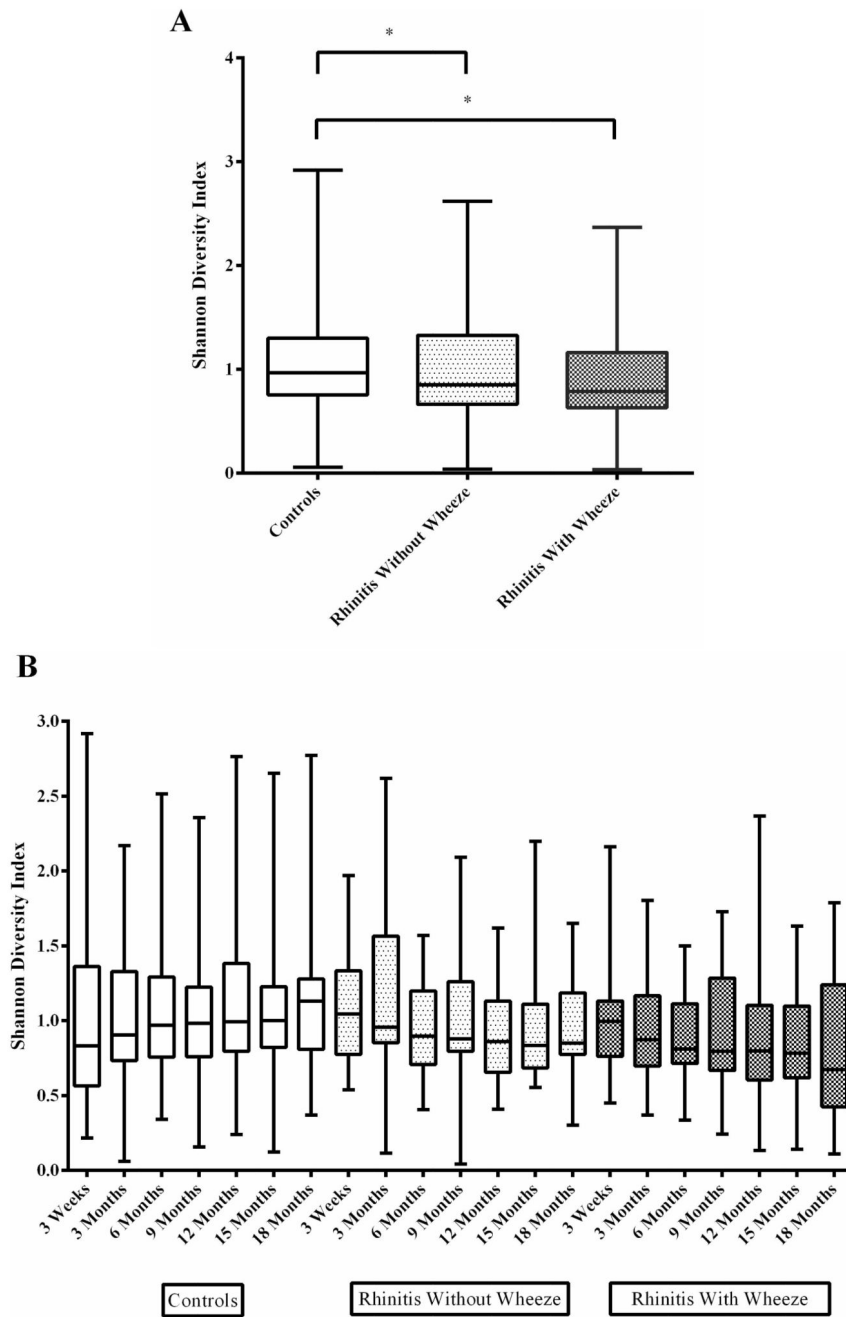 A
*
*
4
3
2
1
0
Shannon Diversity Index
Controls
Rhinitis Without Wheeze
Rhinitis With Wheeze
B
3.0
2.5
2.0
1.5
1.0
0.5
0.0
Shannon Diversity Index
3 Weeks
3 Months
6 Months
9 Months
12 Months
15 Months
18 Months
3 Weeks
3 Months
6 Months
9 Months
12 Months
15 Months
18 Months
3 Weeks
3 Months
6 Months
9 Months
12 Months
15 Months
18 Months
Controls
Rhinitis Without Wheeze
Rhinitis With Wheeze